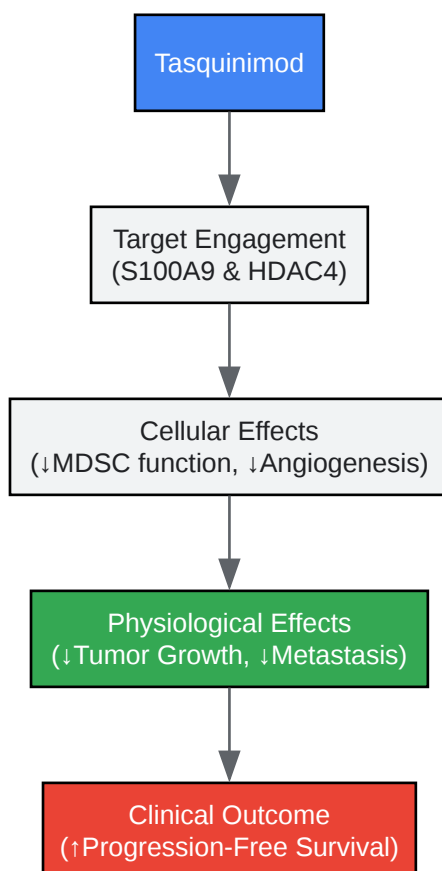 Tasquinimod
Target Engagement
(S100A9 & HDAC4)
Cellular Effects
(↓MDSC function, ↓Angiogenesis)
Physiological Effects
(↓Tumor Growth, ↓Metastasis)
Clinical Outcome
(↑Progression-Free Survival)